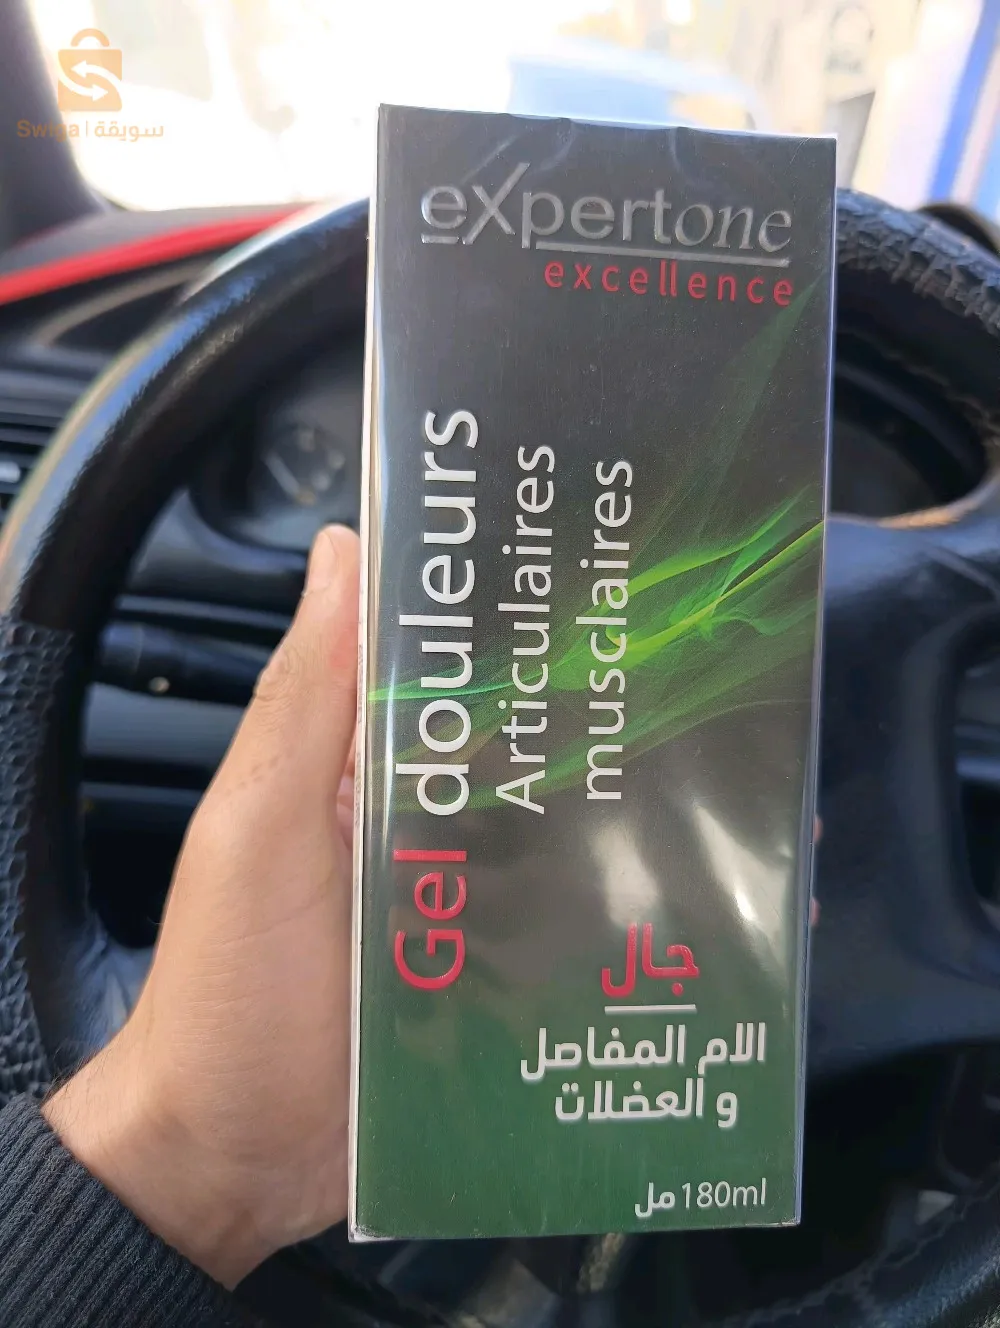 Swiqa | سويقة
eXpertone
excellence
Gel douleurs
Articulaires
musclaires
جال
الام المفاصل
و العضلات
180ml مل